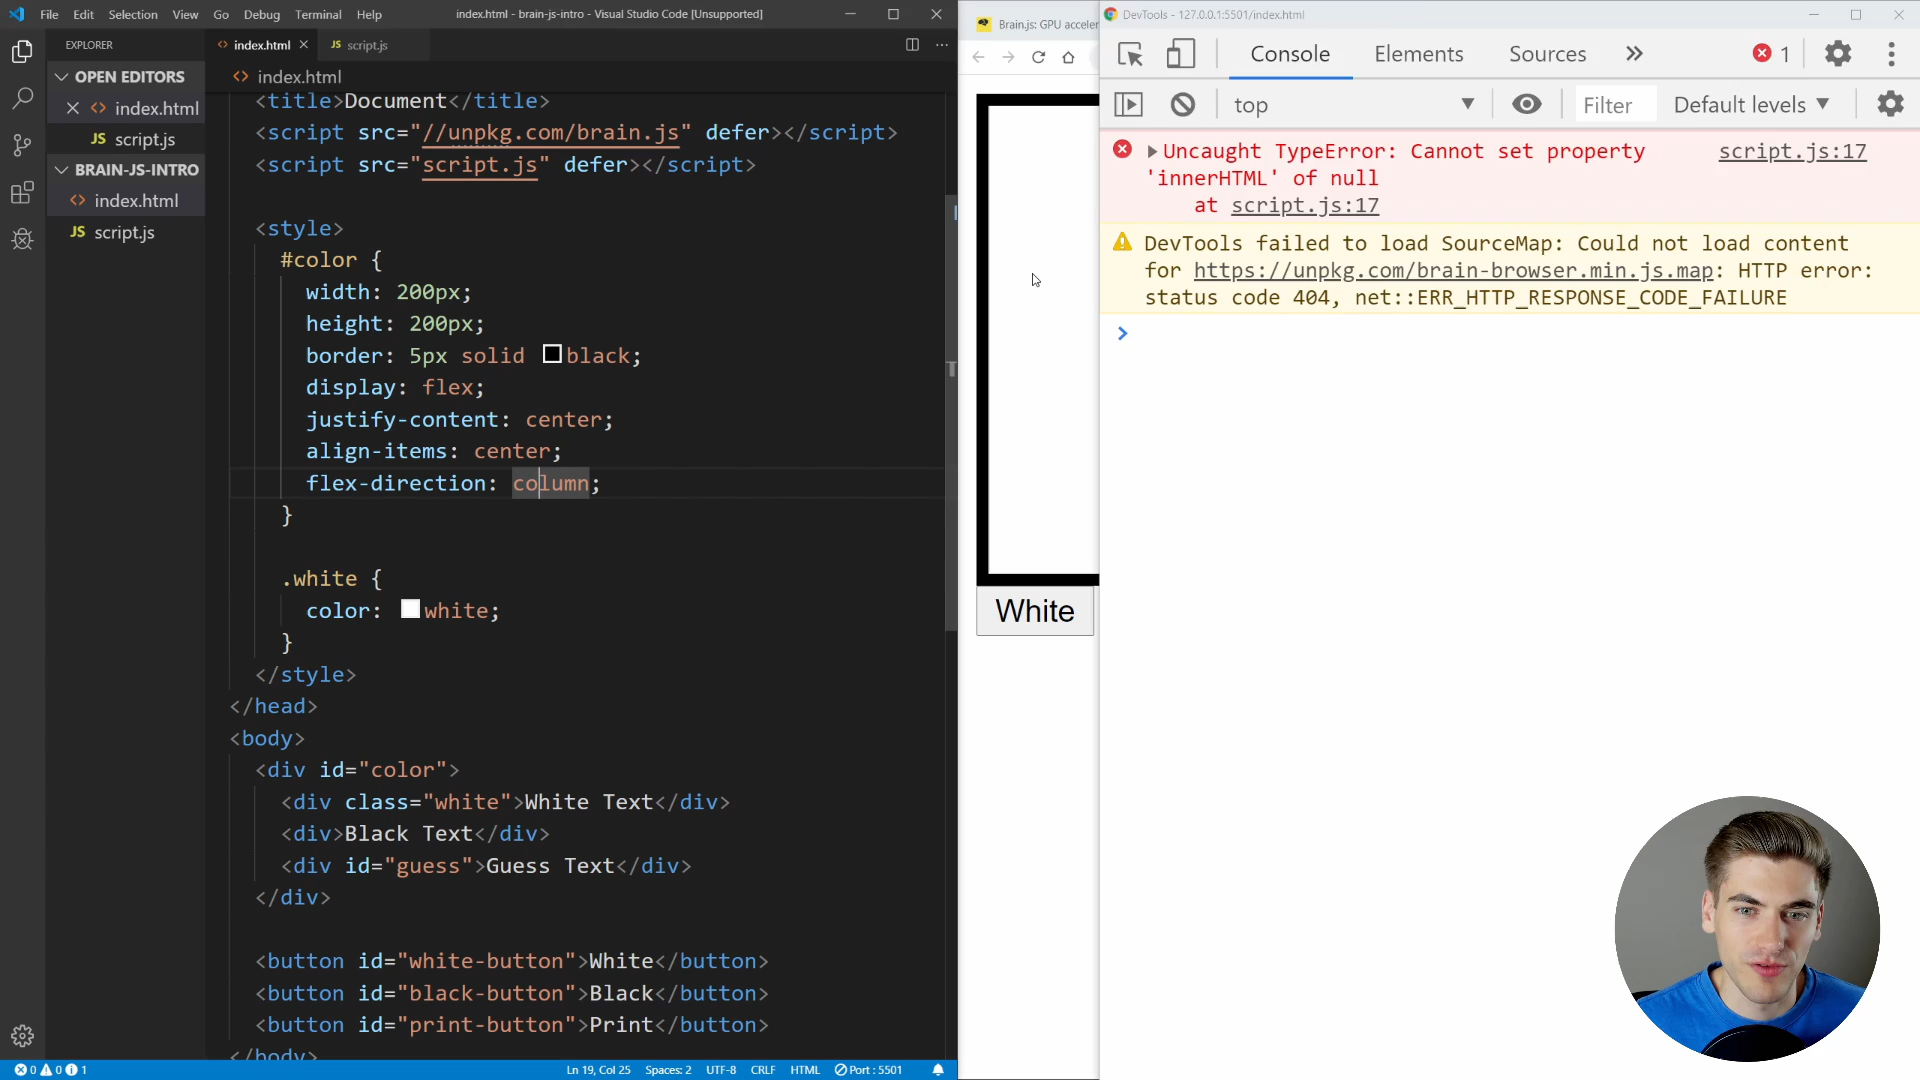 File Edit Selection View Go Debug Terminal Help
index.html - brain-js-intro - Visual Studio Code [Unsupported]
EXPLORER
OPEN EDITORS
index.html
JS script.js
BRAIN-JS-INTRO
index.html
JS script.js
index.html
JS script.js
index.html
<title>Document</title>
<script src="//unpkg.com/brain.js" defer></script>
<script src="script.js" defer></script>
<style>
#color {
width: 200px;
height: 200px;
border: 5px solid black;
display: flex;
justify-content: center;
align-items: center;
flex-direction: column;
}
.white {
color: white;
}
</style>
</head>
<body>
<div id="color">
<div class="white">White Text</div>
<div>Black Text</div>
<div id="guess">Guess Text</div>
</div>
<button id="white-button">White</button>
<button id="black-button">Black</button>
<button id="print-button">Print</button>
</body>
0 0 1
Ln 19, Col 25 Spaces: 2 UTF-8 CRLF HTML Port : 5501
Brain.js: GPU acceler
White
DevTools - 127.0.0.1:5501/index.html
Console Elements Sources » 1
top Filter Default levels
Uncaught TypeError: Cannot set property script.js:17
'innerHTML' of null
at script.js:17
DevTools failed to load SourceMap: Could not load content
for https://unpkg.com/brain-browser.min.js.map: HTTP error:
status code 404, net::ERR_HTTP_RESPONSE_CODE_FAILURE